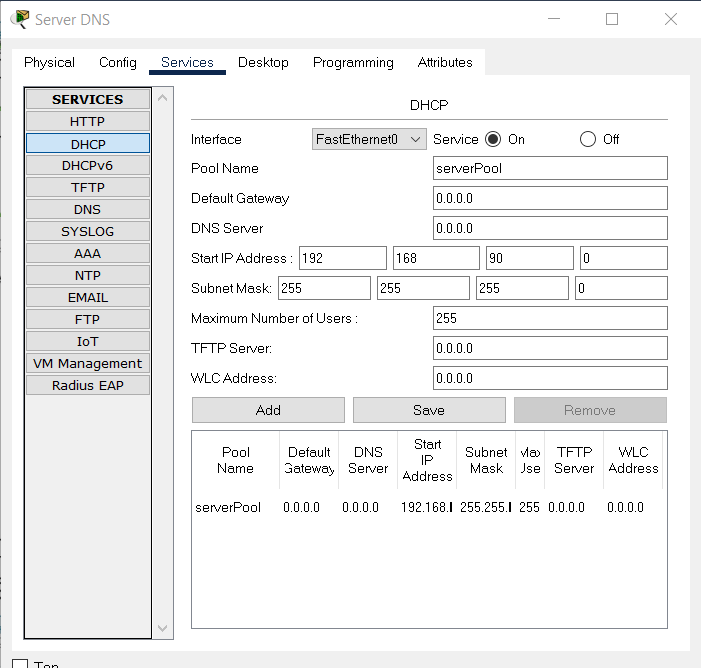 Server DNS
Physical Config Services Desktop Programming Attributes
SERVICES
HTTP
DHCP
DHCPv6
TFTP
DNS
SYSLOG
AAA
NTP
EMAIL
FTP
IoT
VM Management
Radius EAP
DHCP
Interface FastEthernet0 Service On Off
Pool Name serverPool
Default Gateway 0.0.0.0
DNS Server 0.0.0.0
Start IP Address : 192 168 90 0
Subnet Mask: 255 255 255 0
Maximum Number of Users : 255
TFTP Server: 0.0.0.0
WLC Address: 0.0.0.0
Add Save Remove
Pool Name Default Gateway DNS Server Start IP Address Subnet Mask TFTP Server WLC Address
serverPool 0.0.0.0 0.0.0.0 192.168. 255.255. 255 0.0.0.0 0.0.0.0
Top